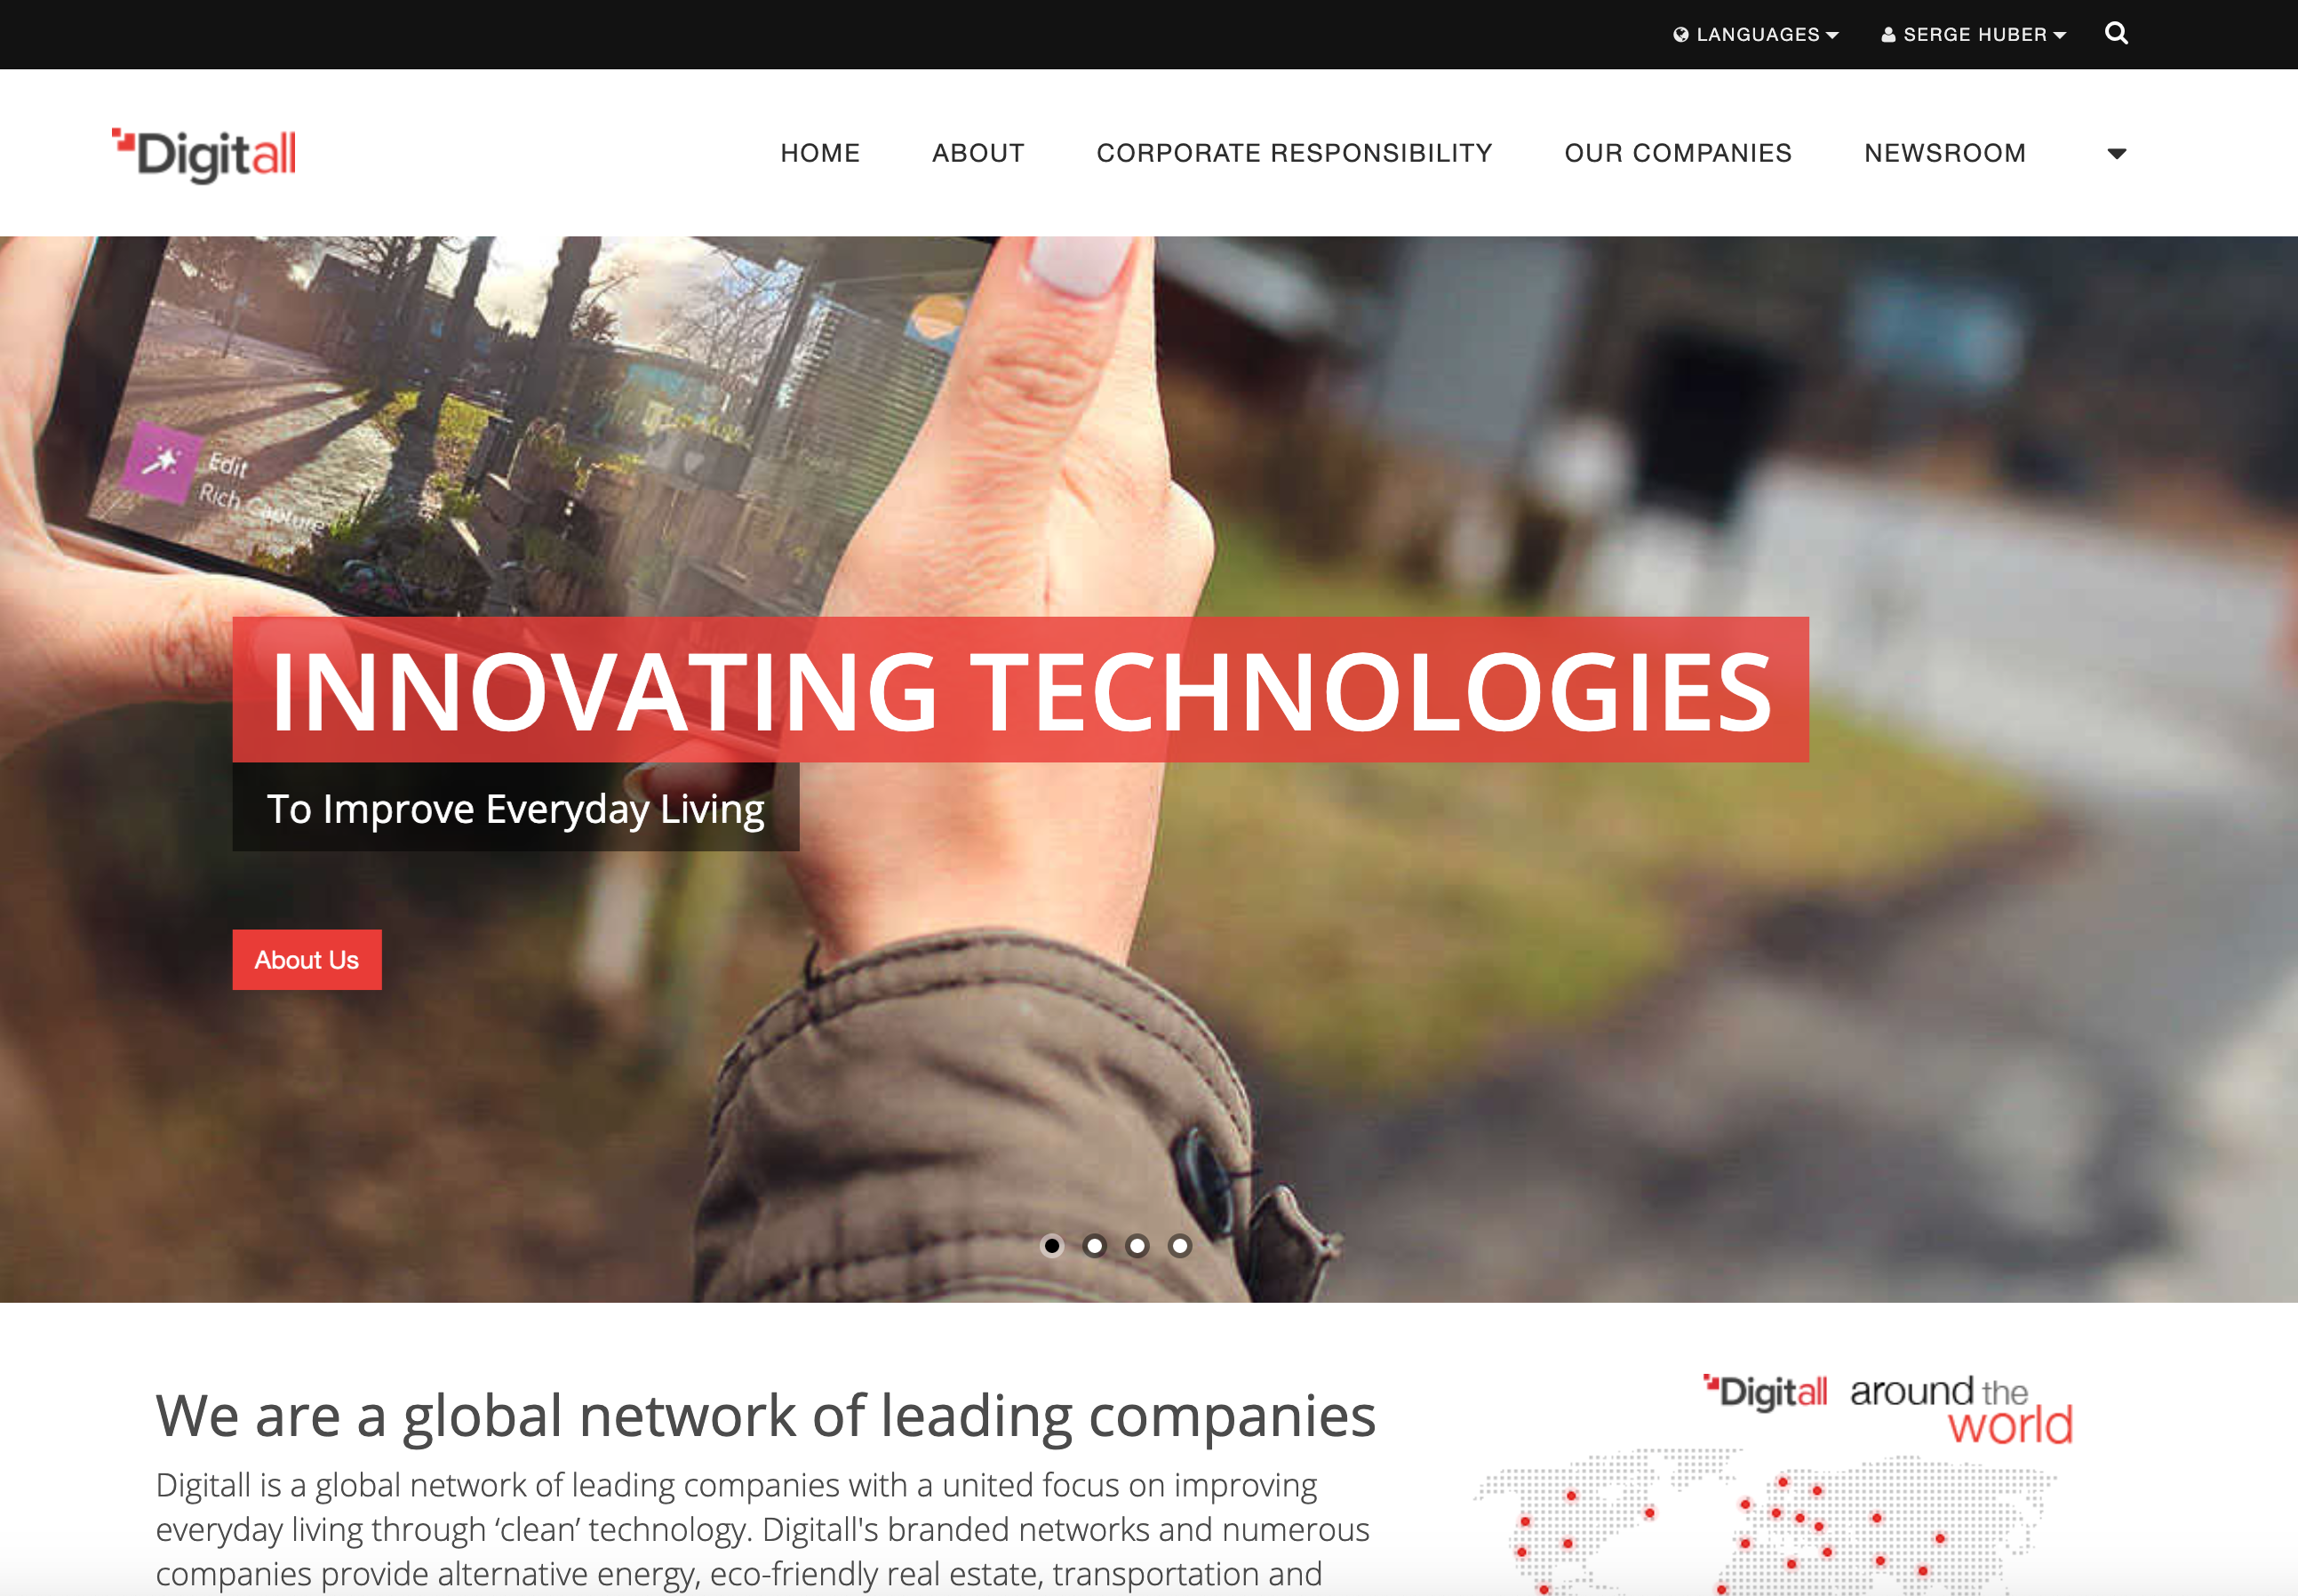 LANGUAGES SERGE HUBER
Digitall
HOME ABOUT CORPORATE RESPONSIBILITY OUR COMPANIES NEWSROOM
Edit
Rich Capture
INNOVATING TECHNOLOGIES
To Improve Everyday Living
About Us
We are a global network of leading companies
Digitall is a global network of leading companies with a united focus on improving
everyday living through ‘clean’ technology. Digitall's branded networks and numerous
companies provide alternative energy, eco-friendly real estate, transportation and
Digitall around the
world